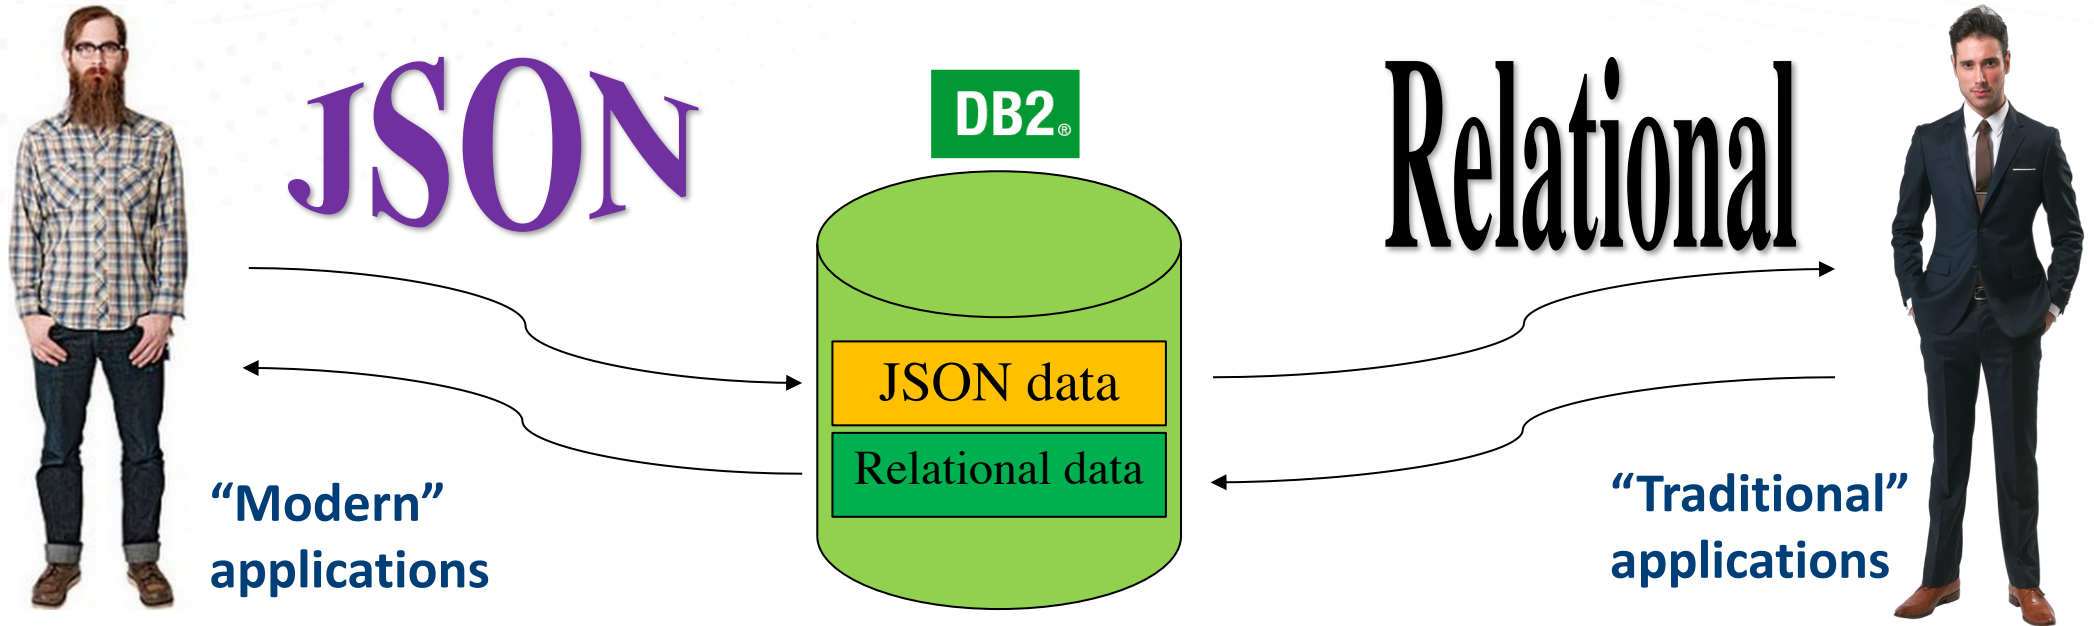 JSON
DB2®
Relational
JSON data
Relational data
“Modern”
applications
“Traditional”
applications